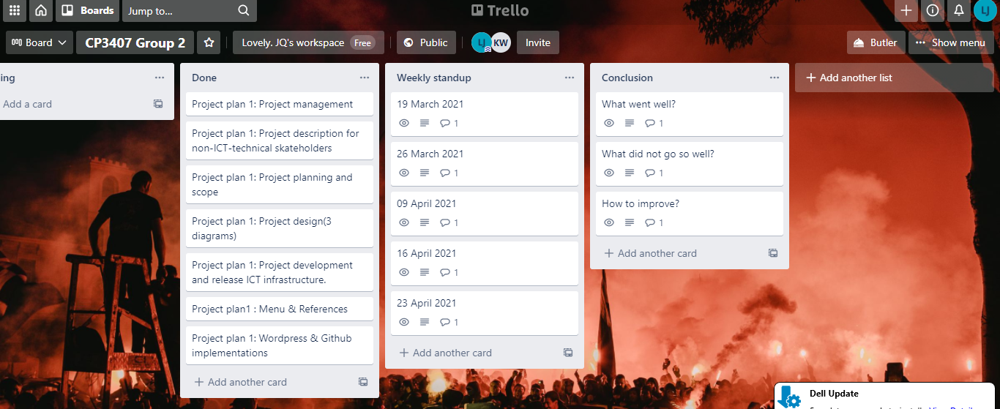 Boards
Jump to...
Trello
LJ
Board
CP3407 Group 2
Lovely. JQ's workspace
Free
Public
LJ
KW
Invite
Butler
Show menu
ing
Add a card
Done
Project plan 1: Project management
Project plan 1: Project description for
non-ICT-technical skateholders
Project plan 1: Project planning and
scope
Project plan 1: Project design(3
diagrams)
Project plan 1: Project development
and release ICT infrastructure.
Project plan1 : Menu & References
Project plan 1: Wordpress & Github
implementations
Add another card
Weekly standup
19 March 2021
1
26 March 2021
1
09 April 2021
1
16 April 2021
1
23 April 2021
1
Add another card
Conclusion
What went well?
1
What did not go so well?
1
How to improve?
1
Add another card
Add another list
Dell Update